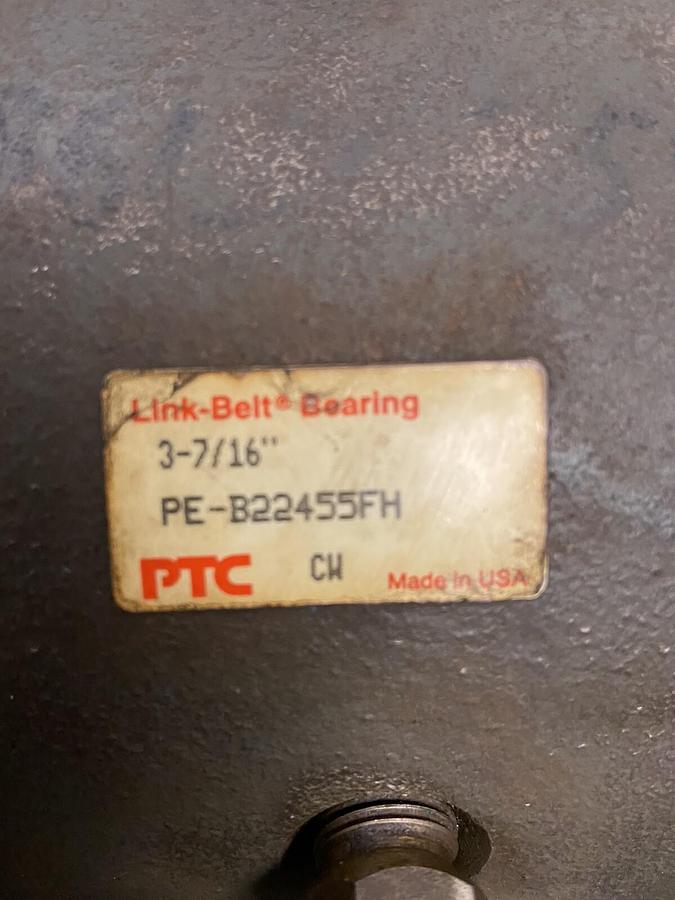 Link-Belt® Bearing
3-7/16"
PE-B22455FH
PTC CW Made in USA